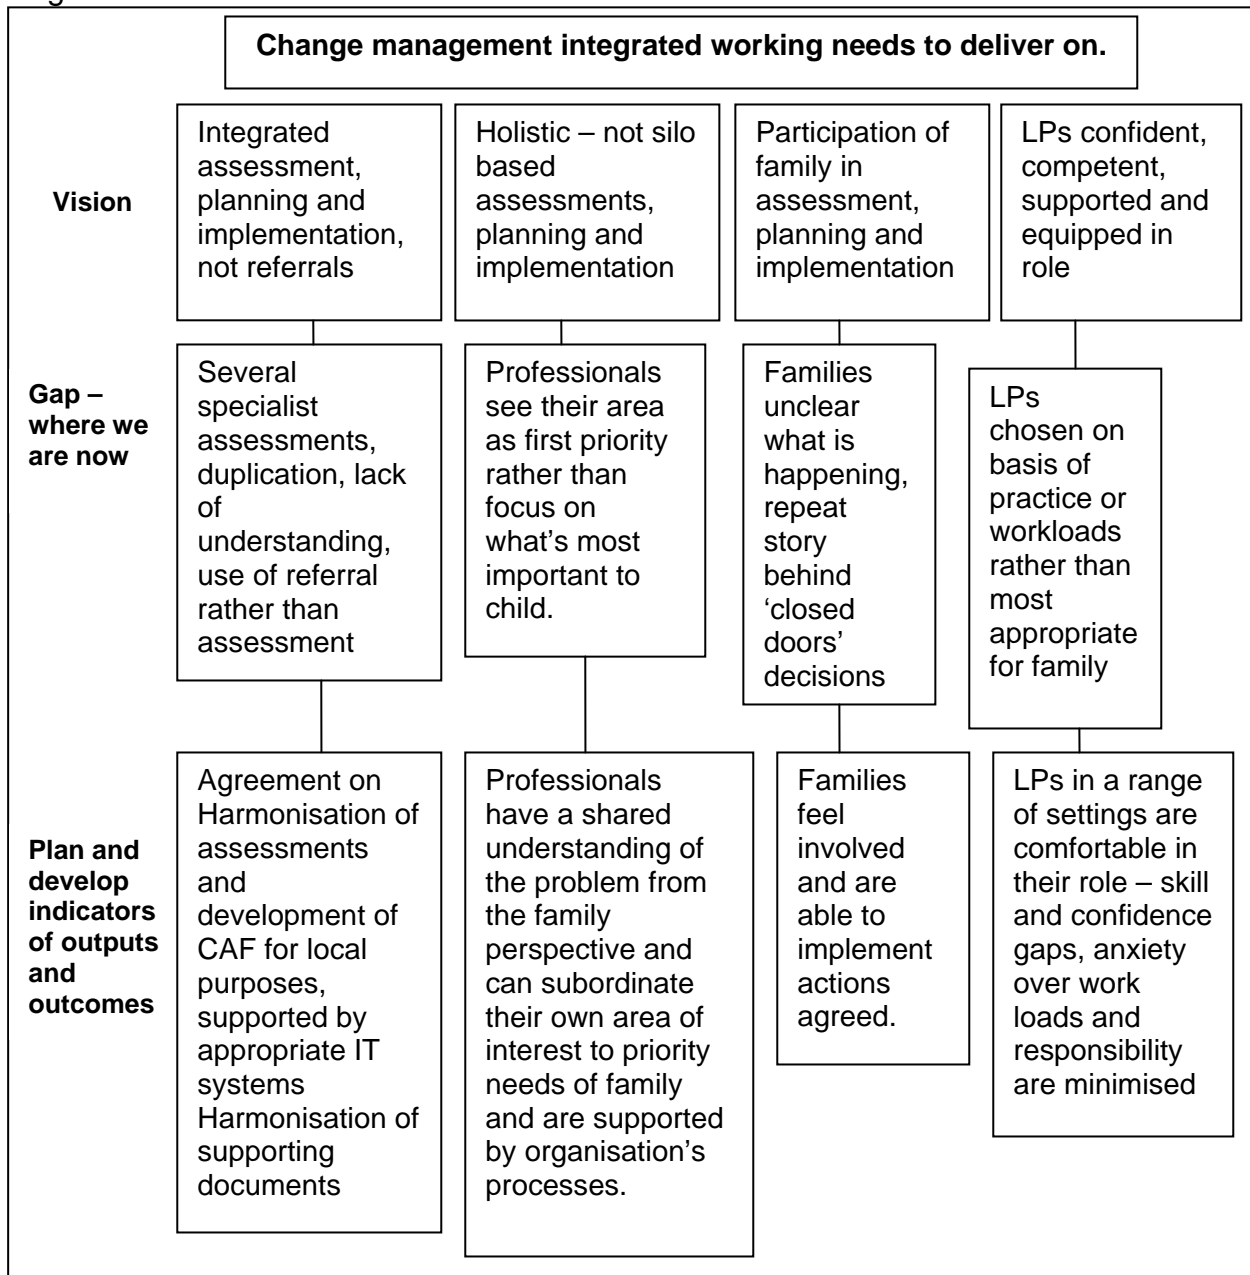 Change management integrated working needs to deliver on.
Vision
Integrated
assessment,
planning and
implementation,
not referrals
Holistic – not silo
based
assessments,
planning and
implementation
Participation of
family in
assessment,
planning and
implementation
LPs confident,
competent,
supported and
equipped in
role
Gap –
where we
are now
Several
specialist
assessments,
duplication, lack
of
understanding,
use of referral
rather than
assessment
Professionals
see their area
as first priority
rather than
focus on
what’s most
important to
child.
Families
unclear
what is
happening,
repeat
story
behind
‘closed
doors’
decisions
LPs
chosen on
basis of
practice or
workloads
rather than
most
appropriate
for family
Plan and
develop
indicators
of outputs
and
outcomes
Agreement on
Harmonisation of
assessments
and
development of
CAF for local
purposes,
supported by
appropriate IT
systems
Harmonisation of
supporting
documents
Professionals
have a shared
understanding of
the problem from
the family
perspective and
can subordinate
their own area of
interest to priority
needs of family
and are supported
by organisation’s
processes.
Families
feel
involved
and are
able to
implement
actions
agreed.
LPs in a range
of settings are
comfortable in
their role – skill
and confidence
gaps, anxiety
over work
loads and
responsibility
are minimised